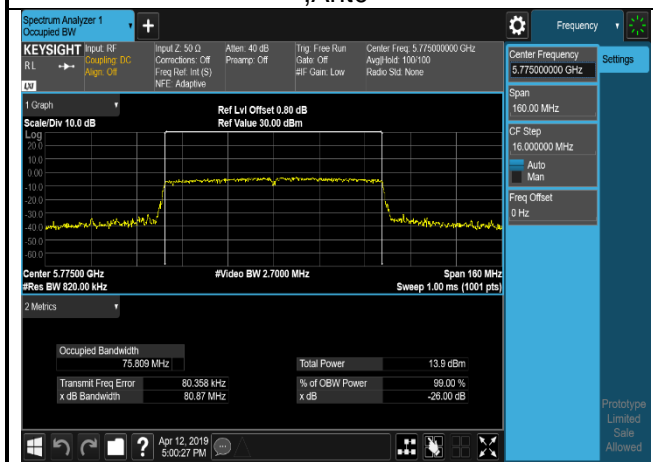 Spectrum Analyzer 1
Occupied BW
Frequency
KEYSIGHT
RL
LXI
Input: RF
Coupling: DC
Align: Off
Input Z: 50 Ω
Corrections: Off
Freq Ref: Int (S)
NFE: Adaptive
Atten: 40 dB
Preamp: Off
Trig: Free Run
Gate: Off
#IF Gain: Low
Center Freq: 5.775000000 GHz
Avg|Hold: 100/100
Radio Std: None
Center Frequency
5.775000000 GHz
Settings
Span
160.00 MHz
CF Step
16.000000 MHz
Auto
Man
Freq Offset
0 Hz
1 Graph
Scale/Div 10.0 dB
Ref Lvl Offset 0.80 dB
Ref Value 30.00 dBm
Log
20.0
10.0
0.00
-10.0
-20.0
-30.0
-40.0
-50.0
-60.0
Center 5.77500 GHz
#Video BW 2.7000 MHz
Span 160 MHz
#Res BW 820.00 kHz
Sweep 1.00 ms (1001 pts)
2 Metrics
Occupied Bandwidth
75.809 MHz
Total Power 13.9 dBm
Transmit Freq Error 80.358 kHz
% of OBW Power 99.00 %
x dB Bandwidth 80.87 MHz
x dB -26.00 dB
Apr 12, 2019
5:00:27 PM
Prototype
Limited
Sale
Allowed